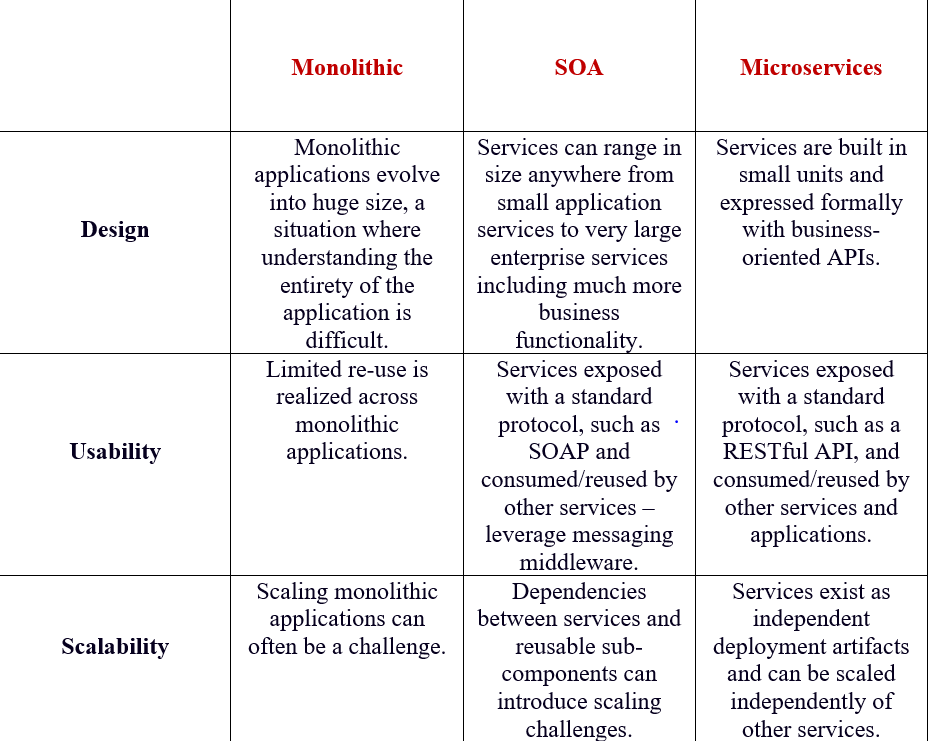 Monolithic
SOA
Microservices
Design
Monolithic
applications evolve
into huge size, a
situation where
understanding the
entirety of the
application is
difficult.
Services can range in
size anywhere from
small application
services to very large
enterprise services
including much more
business
functionality.
Services are built in
small units and
expressed formally
with business-
oriented APIs.
Usability
Limited re-use is
realized across
monolithic
applications.
Services exposed
with a standard
protocol, such as
SOAP and
consumed/reused by
other services –
leverage messaging
middleware.
Services exposed
with a standard
protocol, such as a
RESTful API, and
consumed/reused by
other services and
applications.
Scalability
Scaling monolithic
applications can
often be a challenge.
Dependencies
between services and
reusable sub-
components can
introduce scaling
challenges.
Services exist as
independent
deployment artifacts
and can be scaled
independently of
other services.